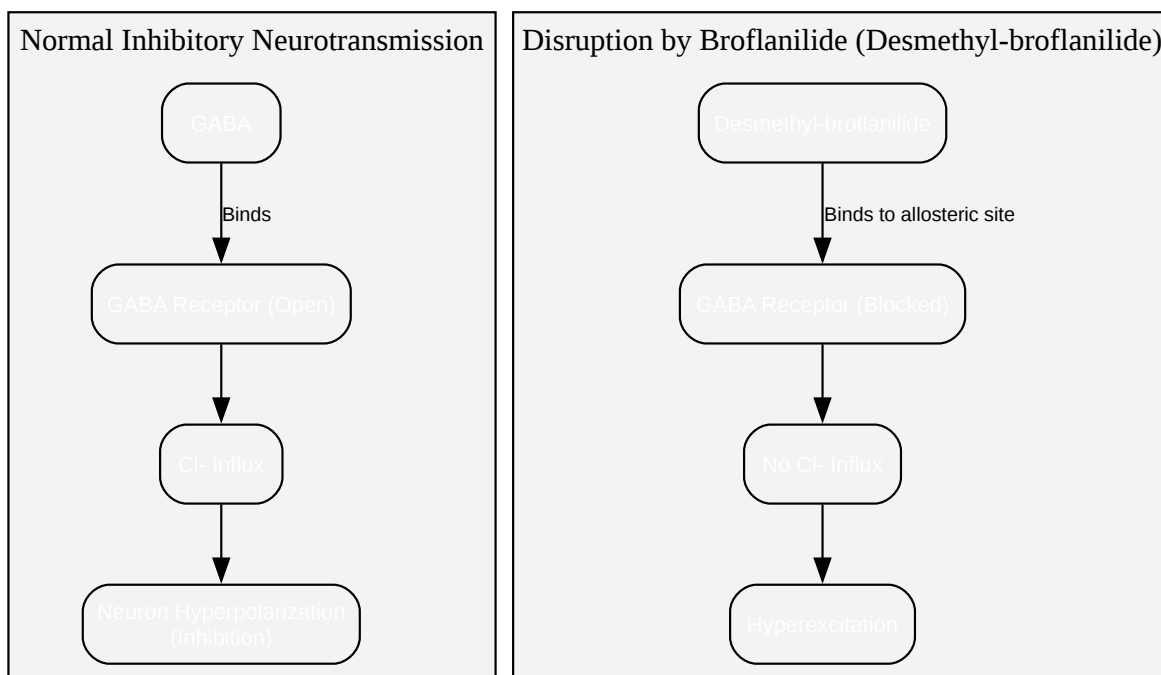 Normal Inhibitory Neurotransmission
GABA
Binds
GABA Receptor (Open)
Cl- Influx
Neuron Hyperpolarization
(Inhibition)
Disruption by Broflanilide (Desmethyl-broflanilide)
Desmethyl-broflanilide
Binds to allosteric site
GABA Receptor (Blocked)
No Cl- Influx
Hyperexcitation